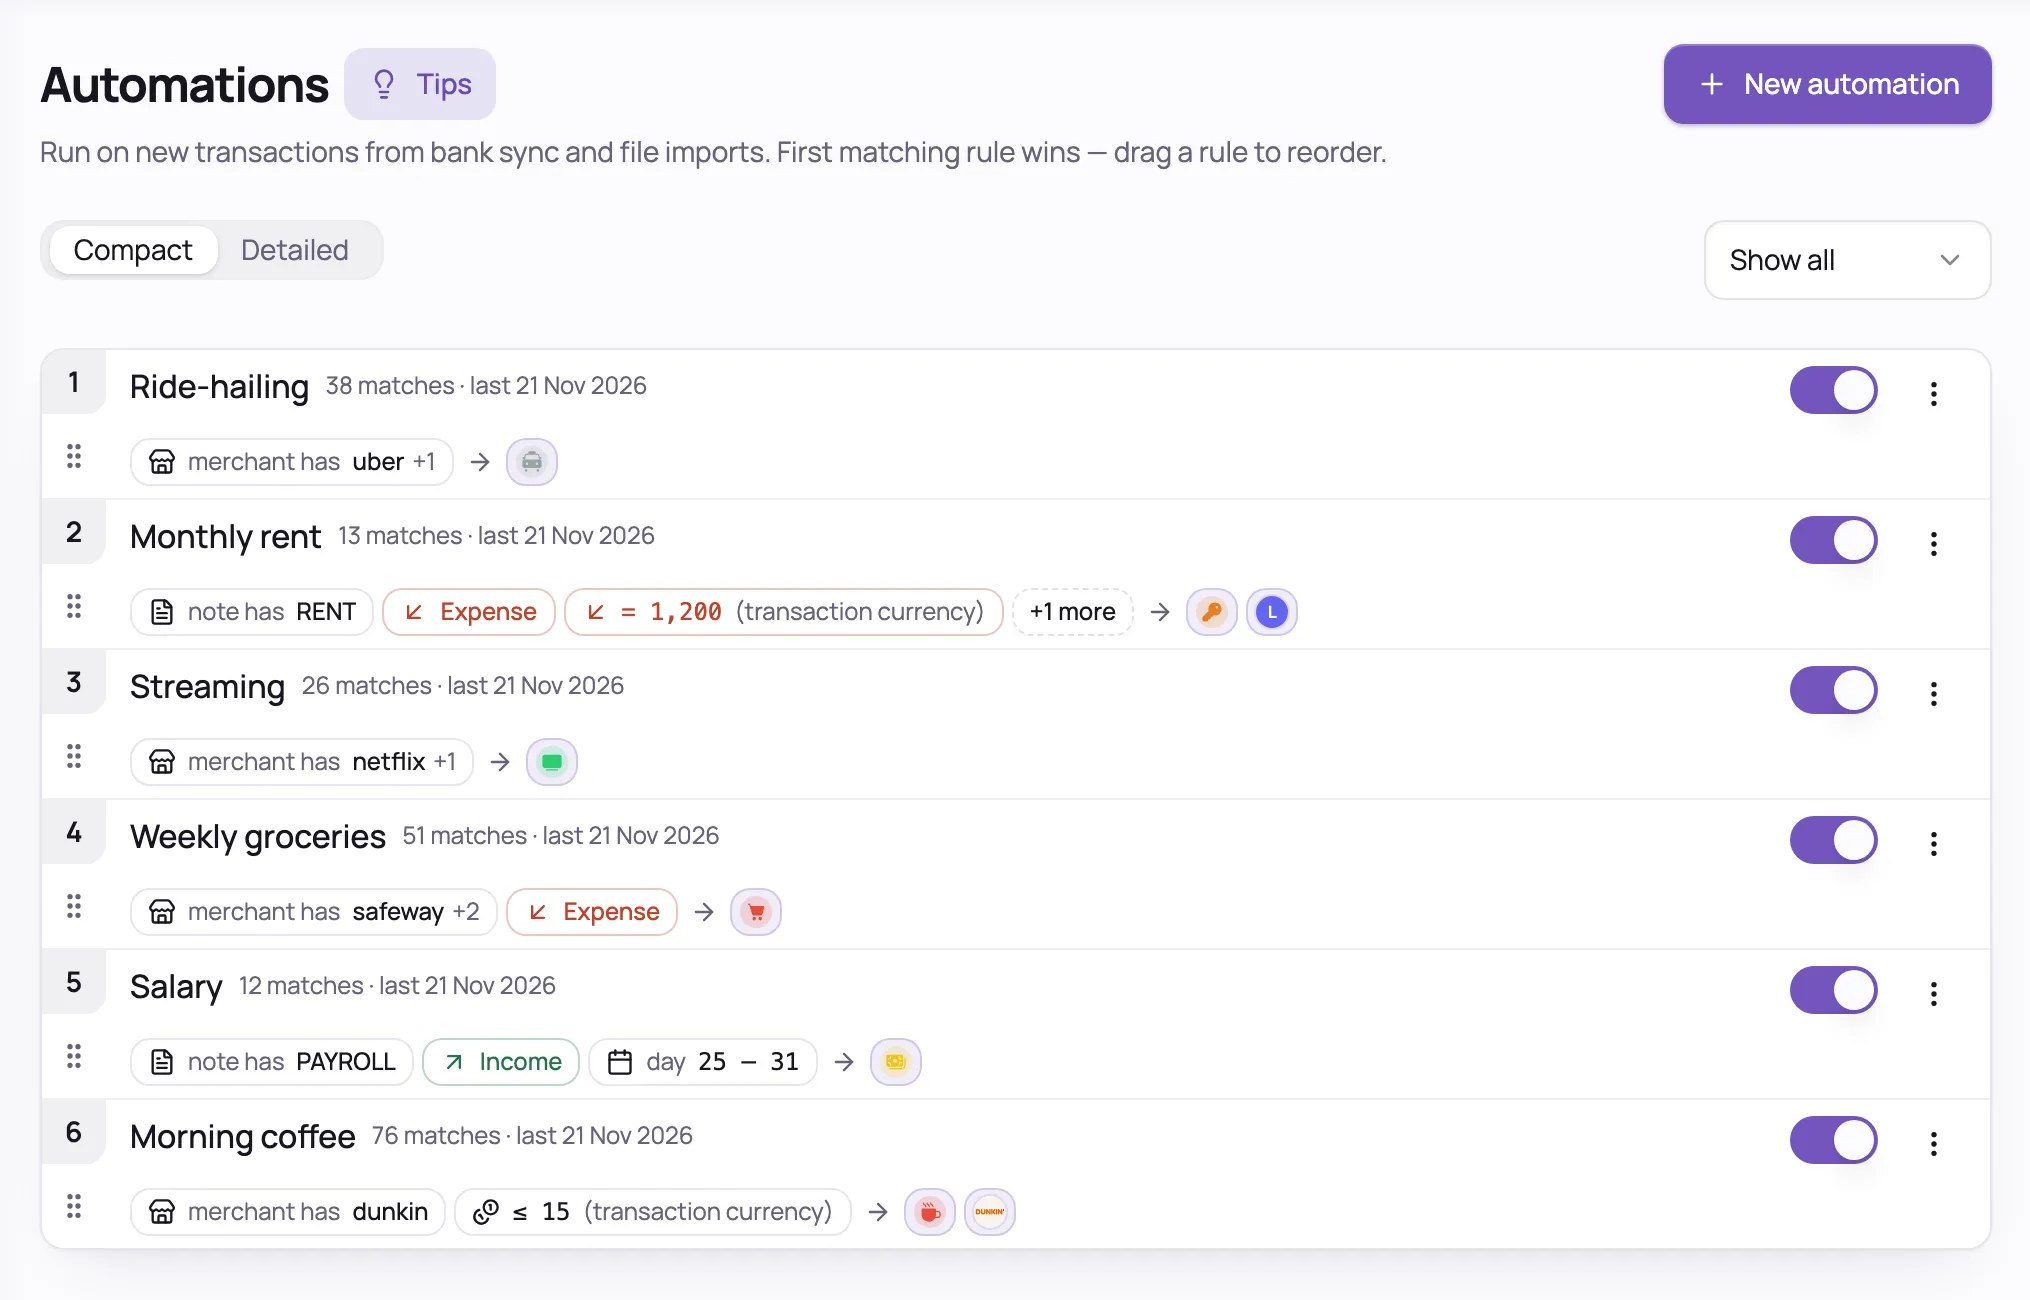 Automations
Tips
New automation
Run on new transactions from bank sync and file imports. First matching rule wins — drag a rule to reorder.
Compact Detailed
Show all
1 Ride-hailing 38 matches · last 21 Nov 2026
merchant has uber +1
2 Monthly rent 13 matches · last 21 Nov 2026
note has RENT Expense = 1,200 (transaction currency) +1 more L
3 Streaming 26 matches · last 21 Nov 2026
merchant has netflix +1
4 Weekly groceries 51 matches · last 21 Nov 2026
merchant has safeway +2 Expense
5 Salary 12 matches · last 21 Nov 2026
note has PAYROLL Income day 25 – 31
6 Morning coffee 76 matches · last 21 Nov 2026
merchant has dunkin ≤ 15 (transaction currency) DUNKIN'